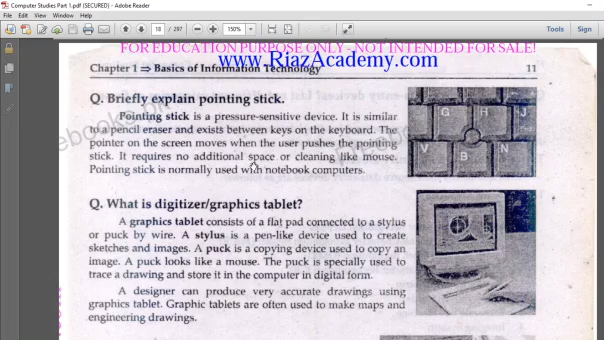 Computer Studies Part 1.pdf (SECURED) - Adobe Reader
File Edit View Window Help
18 / 297 150% Tools Sign
FOR EDUCATION PURPOSE ONLY - NOT INTENDED FOR SALE!
www.RiazAcademy.com
Chapter 1 ⇒ Basics of Information Technology 11
Q. Briefly explain pointing stick.
Pointing stick is a pressure-sensitive device. It is similar
to a pencil eraser and exists between keys on the keyboard. The
pointer on the screen moves when the user pushes the pointing
stick. It requires no additional space or cleaning like mouse.
Pointing stick is normally used with notebook computers.
G H J
V B N
Q. What is digitizer/graphics tablet?
A graphics tablet consists of a flat pad connected to a stylus
or puck by wire. A stylus is a pen-like device used to create
sketches and images. A puck is a copying device used to copy an
image. A puck looks like a mouse. The puck is specially used to
trace a drawing and store it in the computer in digital form.
A designer can produce very accurate drawings using
graphics tablet. Graphic tablets are often used to make maps and
engineering drawings.